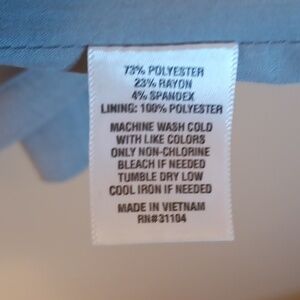 73% POLYESTER
23% RAYON
4% SPANDEX
LINING: 100% POLYESTER
MACHINE WASH COLD
WITH LIKE COLORS
ONLY NON-CHLORINE
BLEACH IF NEEDED
TUMBLE DRY LOW
COOL IRON IF NEEDED
MADE IN VIETNAM
RN#31104